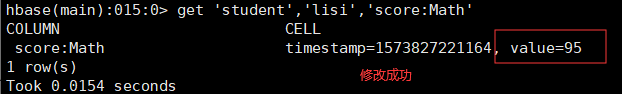 hbase(main):015:0> get 'student','lisi','score:Math'
COLUMN                CELL
 score:Math           timestamp=1573827221164, value=95
1 row(s)
Took 0.0154 seconds
修改成功